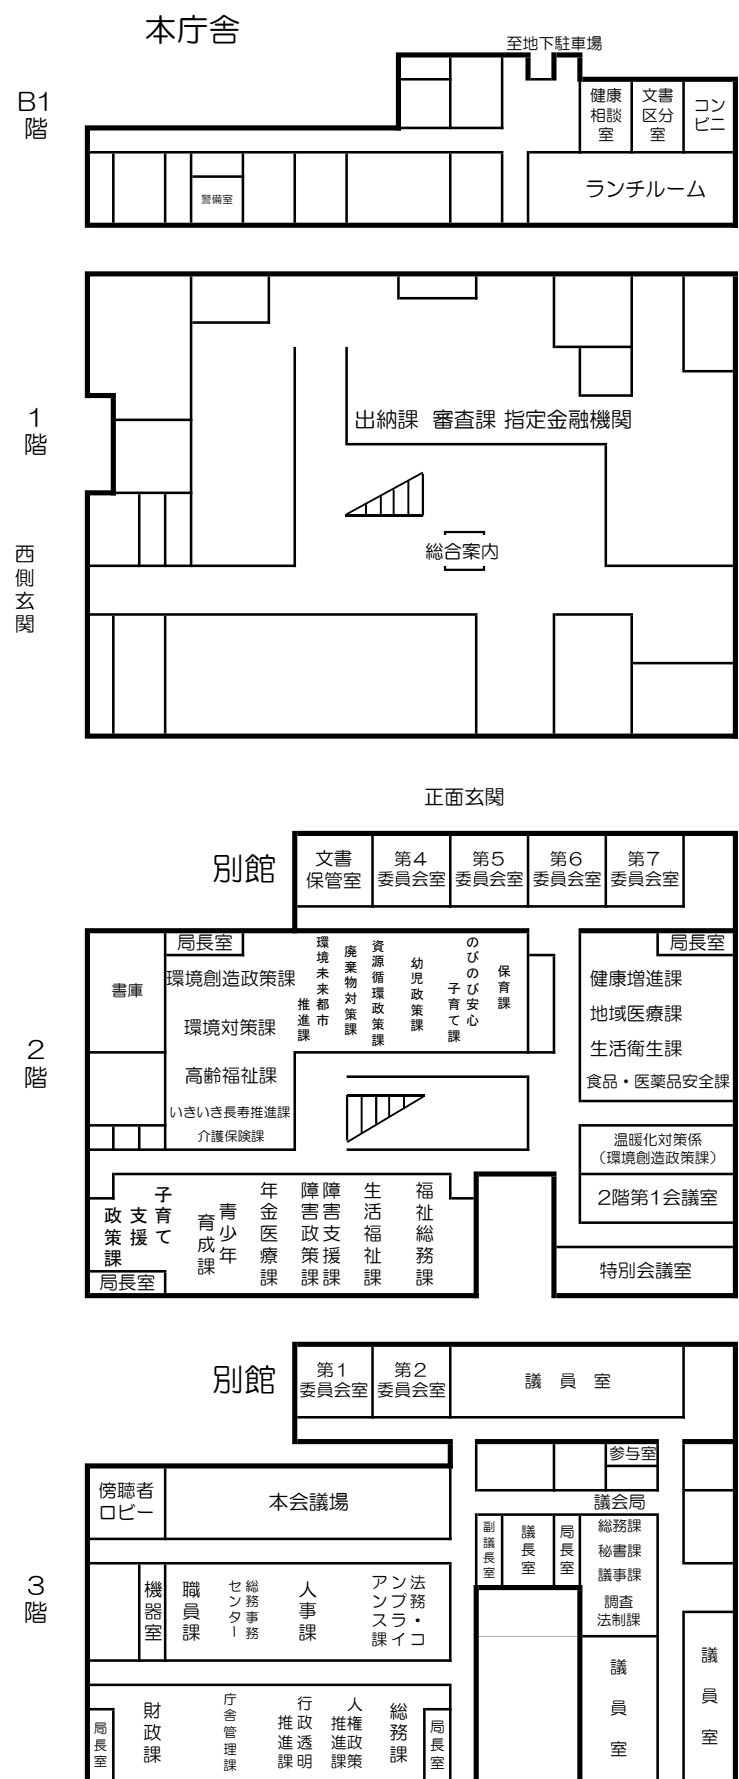 本庁舎
至地下駐車場
B1
階
健康
相談
室
文書
区分
室
コン
ビニ
警備室
ランチルーム
1
階
出納課 審査課 指定金融機関
総合案内
西側玄関
正面玄関
別館
文書
保管室
第4
委員会室
第5
委員会室
第6
委員会室
第7
委員会室
2
階
書庫
局長室
環境創造政策課
環境対策課
高齢福祉課
いきいき長寿推進課
介護保険課
環境未来都市
推進課
廃棄物対策課
資源循環政策課
幼児政策課
のびのび安心
子育て課
保育課
局長室
健康増進課
地域医療課
生活衛生課
食品・医薬品安全課
温暖化対策係
（環境創造政策課）
2階第1会議室
特別会議室
子育て
支援
政策課
局長室
青少年
育成課
年金医療課
障害支援課
障害政策課
生活福祉課
福祉総務課
別館
第1
委員会室
第2
委員会室
議員室
3
階
傍聴者
ロビー
本会議場
参与室
議会局
副議長室
議長室
局長室
総務課
秘書課
議事課
調査
法制課
機器室
職員課
総務事務
センター
人事課
法務・コ
ンプライ
アンス課
議員室
議員室
局長室
財政課
庁舎管理課
行政透明
推進課
人権政策
推進課
総務課
局長室